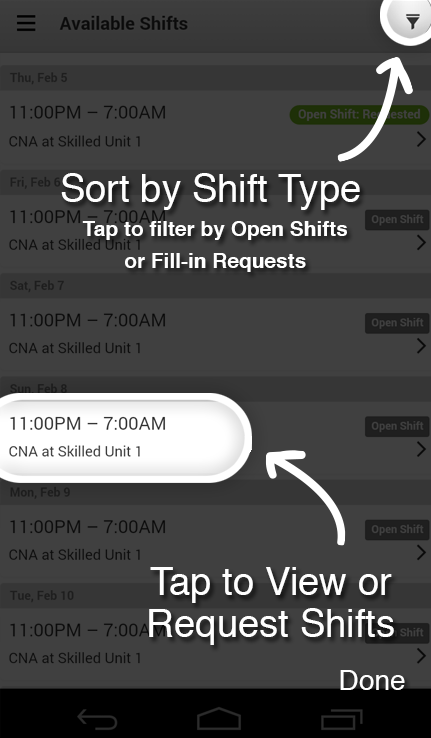 Available Shifts
Thu, Feb 5
11:00PM – 7:00AM
Open Shift: Requested
CNA at Skilled Unit 1
Fri, Feb 6
Sort by Shift Type
11:00PM – 7:00AM
Open Shift
Tap to filter by Open Shifts
CNA at Skilled Unit 1
or Fill-in Requests
Sat, Feb 7
11:00PM – 7:00AM
Open Shift
CNA at Skilled Unit 1
Sun, Feb 8
11:00PM – 7:00AM
Open Shift
CNA at Skilled Unit 1
Mon, Feb 9
11:00PM – 7:00AM
Open Shift
CNA at Skilled Unit 1
Tap to View or
Request Shifts
Tue, Feb 10
11:00PM – 7:00AM
Open Shift
CNA at Skilled Unit 1
Done